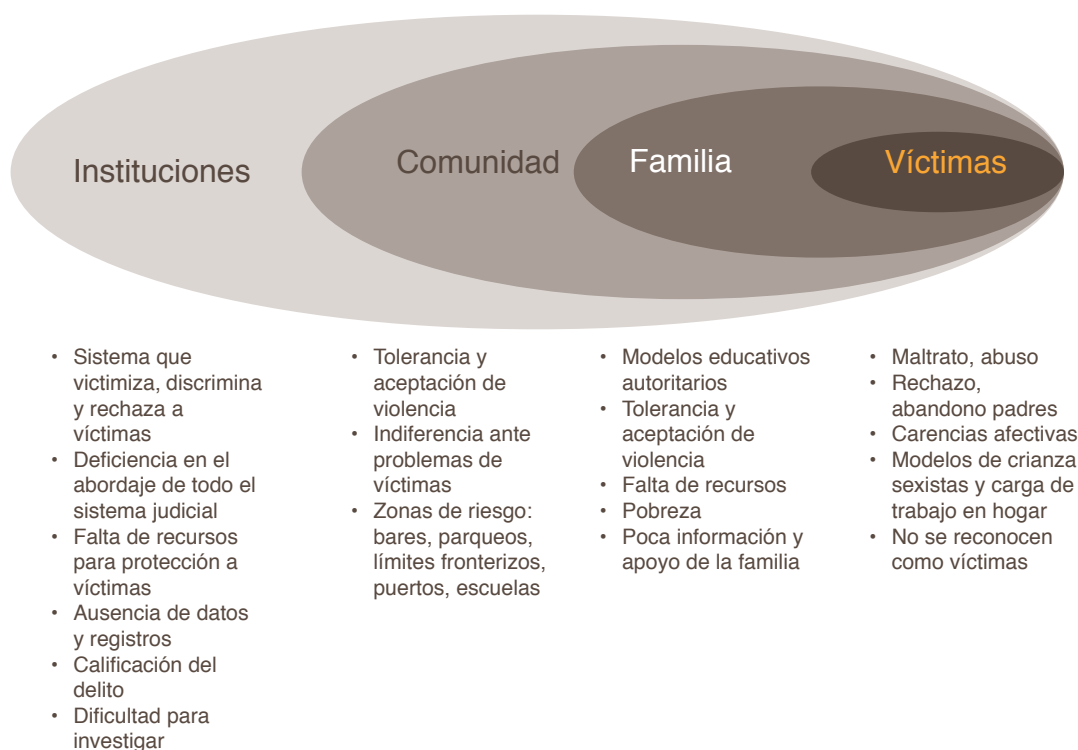 Instituciones
Comunidad
Familia
Víctimas
• Sistema que
victimiza, discrimina
y rechaza a
víctimas
• Deficiencia en el
abordaje de todo el
sistema judicial
• Falta de recursos
para protección a
víctimas
• Ausencia de datos
y registros
• Calificación del
delito
• Dificultad para
investigar
• Tolerancia y
aceptación de
violencia
• Indiferencia ante
problemas de
víctimas
• Zonas de riesgo:
bares, parqueos,
límites fronterizos,
puertos, escuelas
• Modelos educativos
autoritarios
• Tolerancia y
aceptación de
violencia
• Falta de recursos
• Pobreza
• Poca información y
apoyo de la familia
• Maltrato, abuso
• Rechazo,
abandono padres
• Carencias afectivas
• Modelos de crianza
sexistas y carga de
trabajo en hogar
• No se reconocen
como víctimas